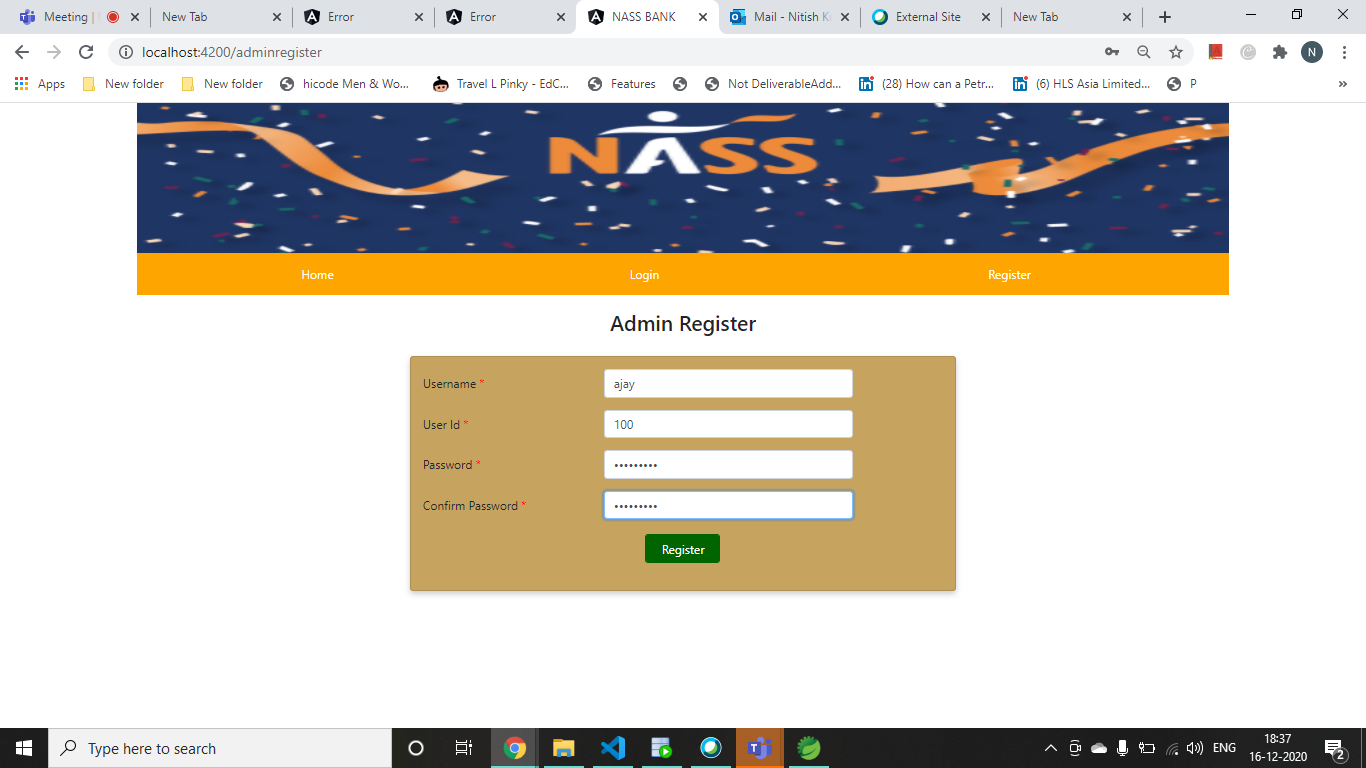 Meeting |
New Tab
Error
Error
NASS BANK
Mail - Nitish K
External Site
New Tab
localhost:4200/adminregister
N
Apps
New folder
New folder
hicode Men & Wo...
Travel L Pinky - EdC...
Features
Not DeliverableAdd...
(28) How can a Petr...
(6) HLS Asia Limited...
P
»
NASS
Home
Login
Register
Admin Register
Username *
ajay
User Id *
100
Password *
•••••••••
Confirm Password *
•••••••••
Register
Type here to search
ENG
18:37
16-12-2020
2